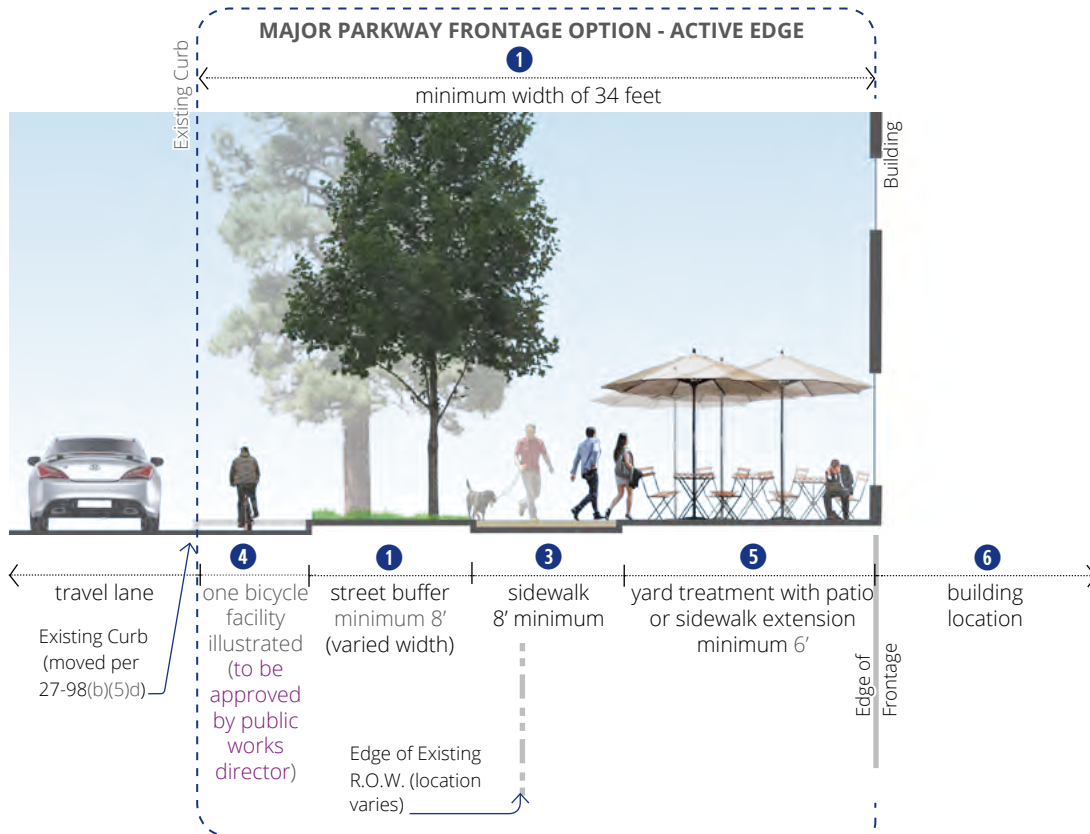 MAJOR PARKWAY FRONTAGE OPTION - ACTIVE EDGE
1
minimum width of 34 feet
Existing Curb
Building
4
1
3
5
6
travel lane
one bicycle
facility
illustrated
(to be
approved
by public
works
director)
street buffer
minimum 8'
(varied width)
sidewalk
8' minimum
yard treatment with patio
or sidewalk extension
minimum 6'
building
location
Existing Curb
(moved per
27-98(b)(5)d)
Edge of Existing
R.O.W. (location
varies)
Edge of
Frontage